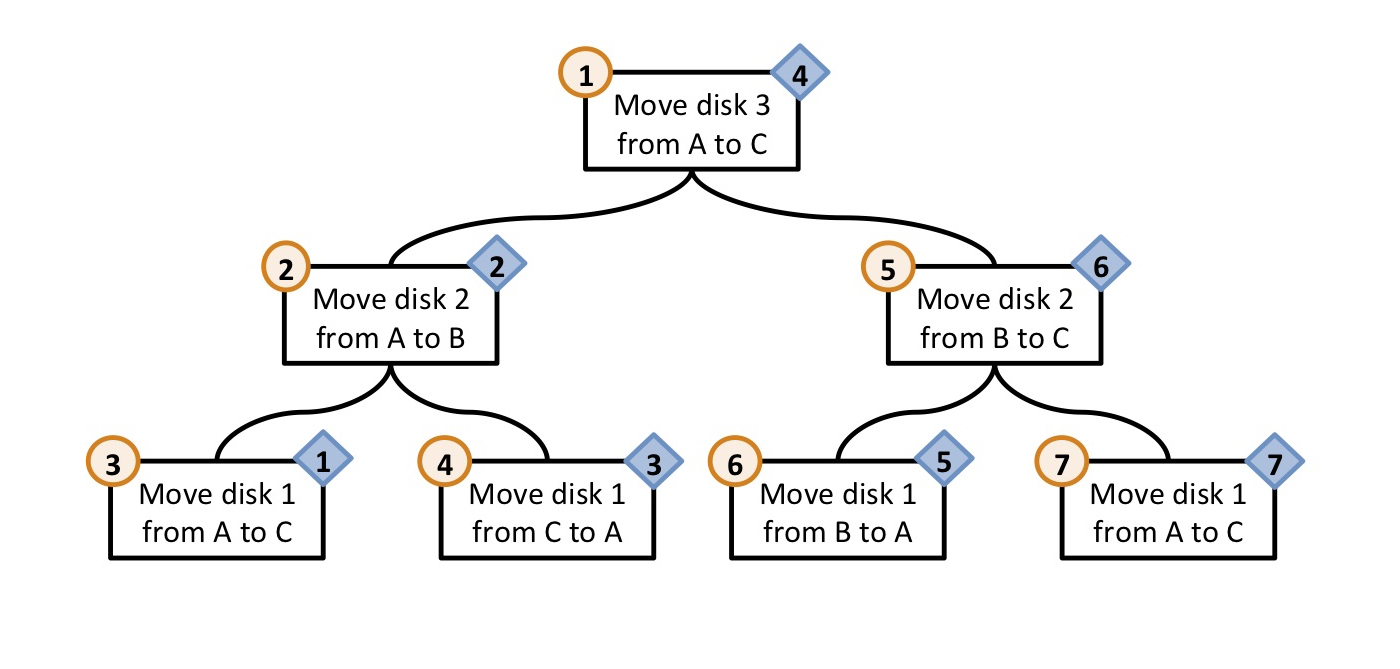 1
4
Move disk 3
from A to C
2
2
Move disk 2
from A to B
5
6
Move disk 2
from B to C
3
1
Move disk 1
from A to C
4
3
Move disk 1
from C to A
6
5
Move disk 1
from B to A
7
7
Move disk 1
from A to C